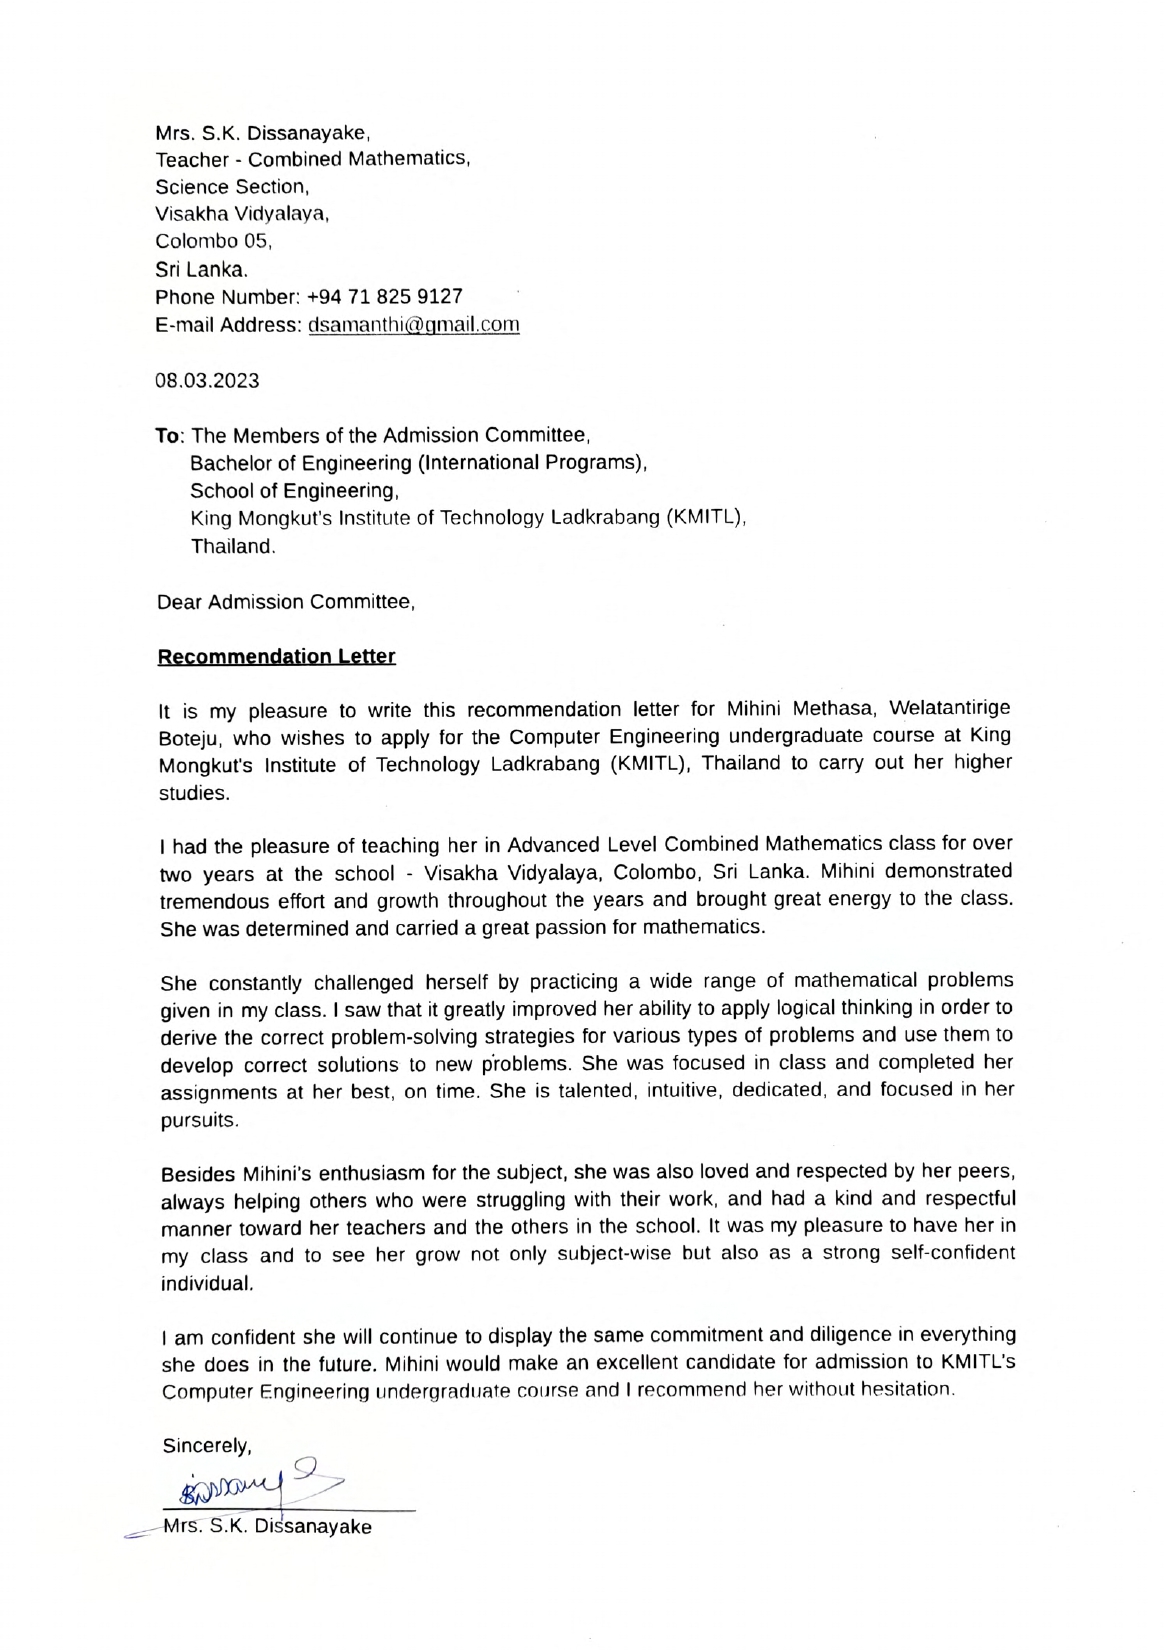 Mrs. S.K. Dissanayake,
Teacher - Combined Mathematics,
Science Section,
Visakha Vidyalaya,
Colombo 05,
Sri Lanka.
Phone Number: +94 71 825 9127
E-mail Address: dsamanthi@gmail.com
08.03.2023
To: The Members of the Admission Committee,
Bachelor of Engineering (International Programs),
School of Engineering,
King Mongkut's Institute of Technology Ladkrabang (KMITL),
Thailand.
Dear Admission Committee,
Recommendation Letter
It is my pleasure to write this recommendation letter for Mihini Methasa, Welatantirige
Boteju, who wishes to apply for the Computer Engineering undergraduate course at King
Mongkut's Institute of Technology Ladkrabang (KMITL), Thailand to carry out her higher
studies.
I had the pleasure of teaching her in Advanced Level Combined Mathematics class for over
two years at the school - Visakha Vidyalaya, Colombo, Sri Lanka. Mihini demonstrated
tremendous effort and growth throughout the years and brought great energy to the class.
She was determined and carried a great passion for mathematics.
She constantly challenged herself by practicing a wide range of mathematical problems
given in my class. I saw that it greatly improved her ability to apply logical thinking in order to
derive the correct problem-solving strategies for various types of problems and use them to
develop correct solutions to new problems. She was focused in class and completed her
assignments at her best, on time. She is talented, intuitive, dedicated, and focused in her
pursuits.
Besides Mihini's enthusiasm for the subject, she was also loved and respected by her peers,
always helping others who were struggling with their work, and had a kind and respectful
manner toward her teachers and the others in the school. It was my pleasure to have her in
my class and to see her grow not only subject-wise but also as a strong self-confident
individual.
I am confident she will continue to display the same commitment and diligence in everything
she does in the future. Mihini would make an excellent candidate for admission to KMITL's
Computer Engineering undergraduate course and I recommend her without hesitation.
Sincerely,
Mrs. S.K. Dissanayake